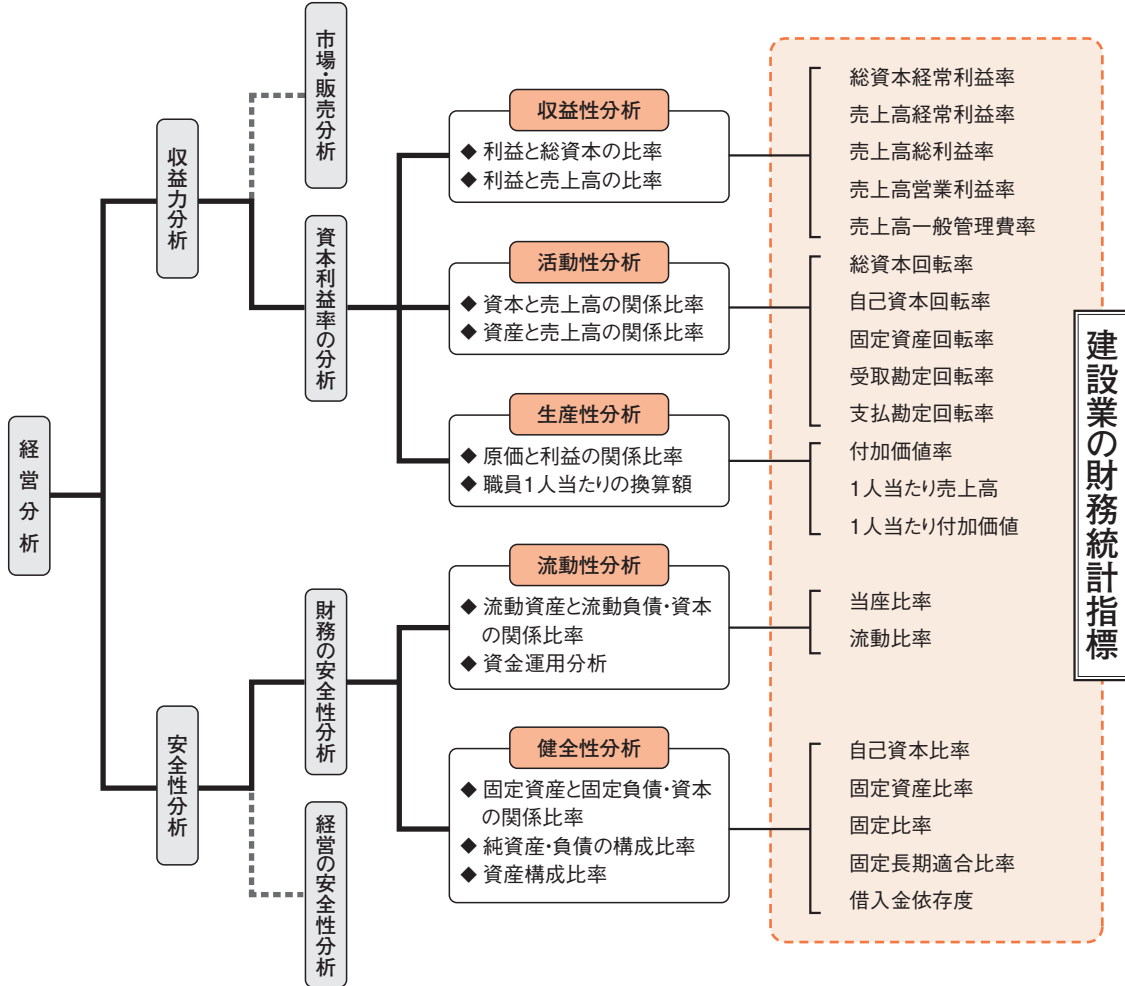 経営分析
収益力分析
安全性分析
市場・販売分析
資本利益率の分析
財務の安全性分析
経営の安全性分析
収益性分析
◆ 利益と総資本の比率
◆ 利益と売上高の比率
活動性分析
◆ 資本と売上高の関係比率
◆ 資産と売上高の関係比率
生産性分析
◆ 原価と利益の関係比率
◆ 職員1人当たりの換算額
流動性分析
◆ 流動資産と流動負債・資本
の関係比率
◆ 資金運用分析
健全性分析
◆ 固定資産と固定負債・資本
の関係比率
◆ 純資産・負債の構成比率
◆ 資産構成比率
総資本経常利益率
売上高経常利益率
売上高総利益率
売上高営業利益率
売上高一般管理費率
総資本回転率
自己資本回転率
固定資産回転率
受取勘定回転率
支払勘定回転率
付加価値率
1人当たり売上高
1人当たり付加価値
当座比率
流動比率
自己資本比率
固定資産比率
固定比率
固定長期適合比率
借入金依存度
建設業の財務統計指標